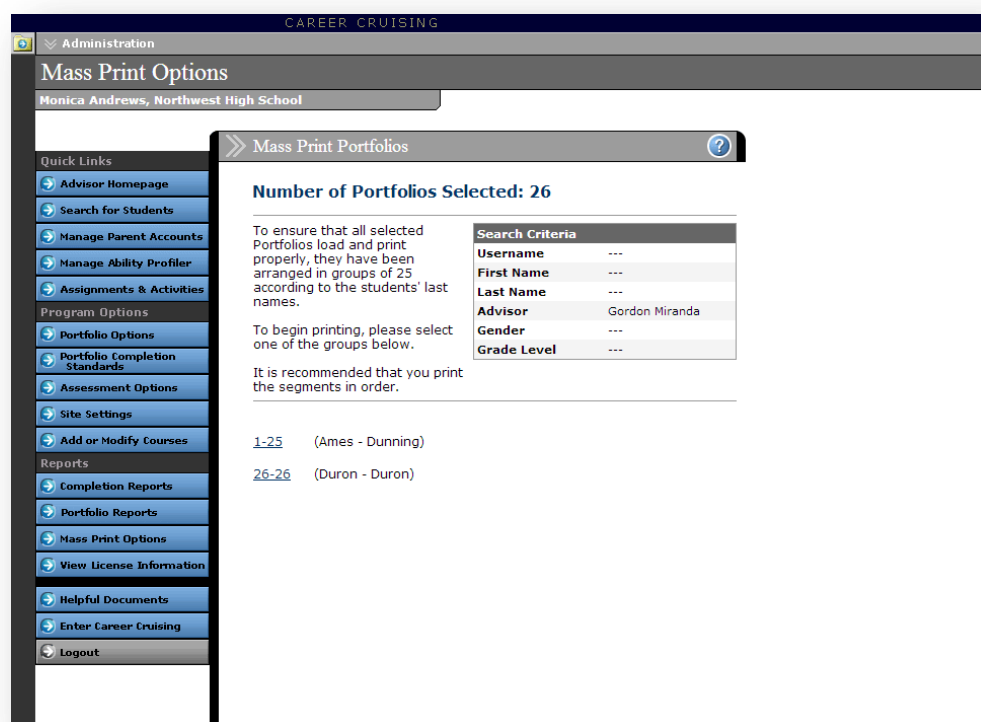 CAREER CRUISING
Administration
Mass Print Options
Monica Andrews, Northwest High School
Quick Links
Advisor Homepage
Search for Students
Manage Parent Accounts
Manage Ability Profiler
Assignments & Activities
Program Options
Portfolio Options
Portfolio Completion
Standards
Assessment Options
Site Settings
Add or Modify Courses
Reports
Completion Reports
Portfolio Reports
Mass Print Options
View License Information
Helpful Documents
Enter Career Cruising
Logout
Mass Print Portfolios
?
Number of Portfolios Selected: 26
To ensure that all selected
Portfolios load and print
properly, they have been
arranged in groups of 25
according to the students' last
names.
To begin printing, please select
one of the groups below.
It is recommended that you print
the segments in order.
Search Criteria
Username ---
First Name ---
Last Name ---
Advisor Gordon Miranda
Gender ---
Grade Level ---
1-25 (Ames - Dunning)
26-26 (Duron - Duron)